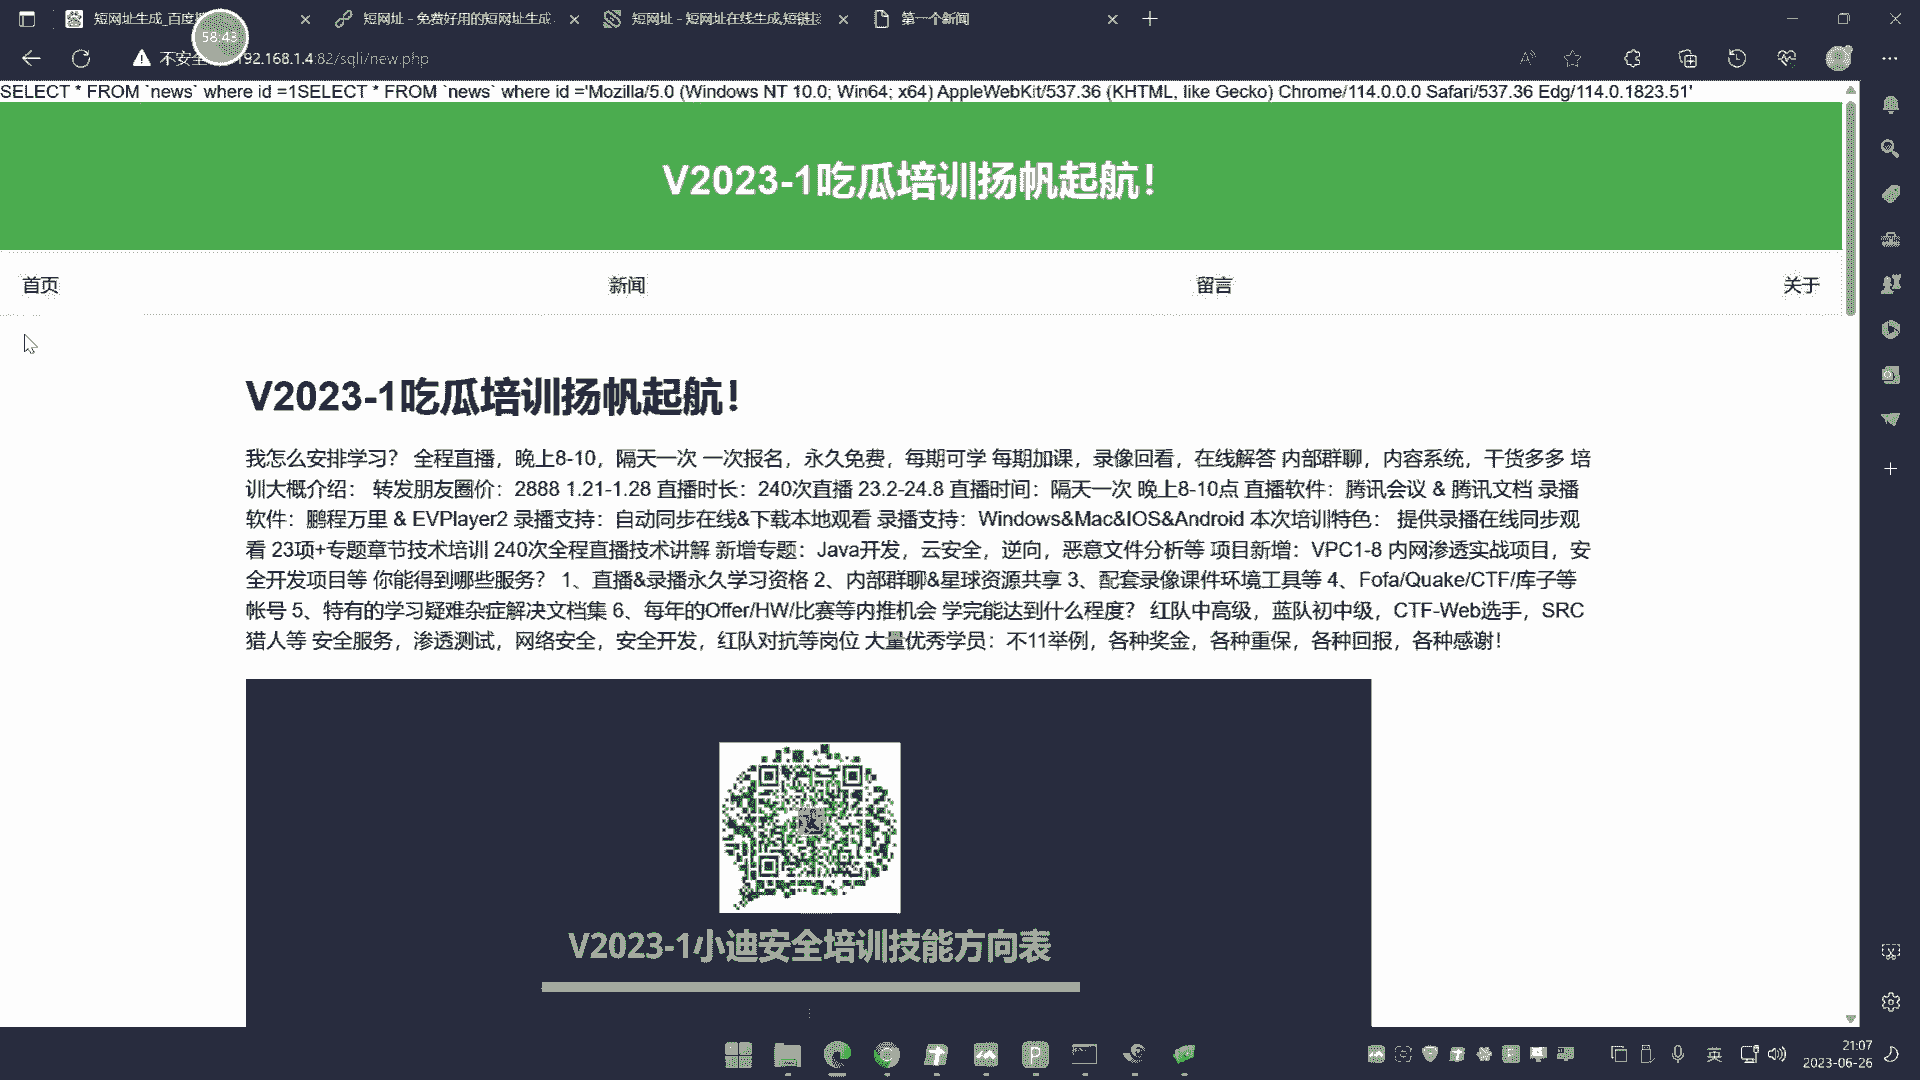 短网址生成_百度
短网址 - 免费好用的短网址生成
短网址 - 短网址在线生成,短链接
第一个新闻
58:43
不安全
192.168.1.4:82/sqli/new.php
SELECT * FROM `news` where id =1SELECT * FROM `news` where id ='Mozilla/5.0 (Windows NT 10.0; Win64; x64) AppleWebKit/537.36 (KHTML, like Gecko) Chrome/114.0.0.0 Safari/537.36 Edg/114.0.1823.51'
V2023-1吃瓜培训扬帆起航！
首页 新闻 留言 关于
V2023-1吃瓜培训扬帆起航！
我怎么安排学习？ 全程直播，晚上8-10，隔天一次 一次报名，永久免费，每期可学 每期加课，录像回看，在线解答 内部群聊，内容系统，干货多多 培
训大概介绍： 转发朋友圈价：2888 1.21-1.28 直播时长：240次直播 23.2-24.8 直播时间：隔天一次 晚上8-10点 直播软件：腾讯会议 & 腾讯文档 录播
软件：鹏程万里 & EVPlayer2 录播支持：自动同步在线&下载本地观看 录播支持：Windows&Mac&IOS&Android 本次培训特色： 提供录播在线同步观
看 23项+专题章节技术培训 240次全程直播技术讲解 新增专题：Java开发，云安全，逆向，恶意文件分析等 项目新增：VPC1-8 内网渗透实战项目，安
全开发项目等 你能得到哪些服务？ 1、直播&录播永久学习资格 2、内部群聊&星球资源共享 3、配套录像课件环境工具等 4、Fofa/Quake/CTF/库子等
帐号 5、特有的学习疑难杂症解决文档集 6、每年的Offer/HW/比赛等内推机会 学完能达到什么程度？ 红队中高级，蓝队初中级，CTF-Web选手，SRC
猎人等 安全服务，渗透测试，网络安全，安全开发，红队对抗等岗位 大量优秀学员：不11举例，各种奖金，各种重保，各种回报，各种感谢！
V2023-1小迪安全培训技能方向表
英
21:07
2023-06-26